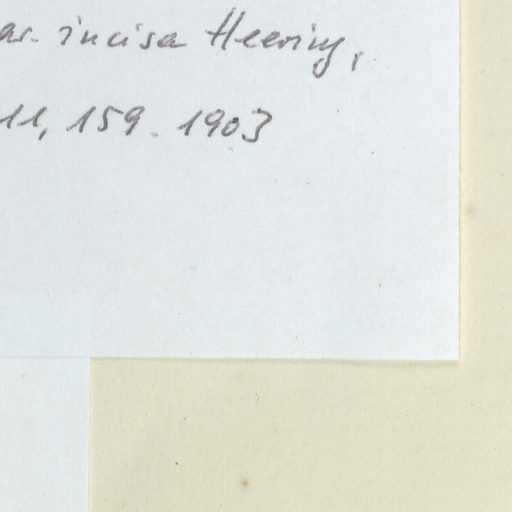 ar. incisa Heering,
11, 159. 1903